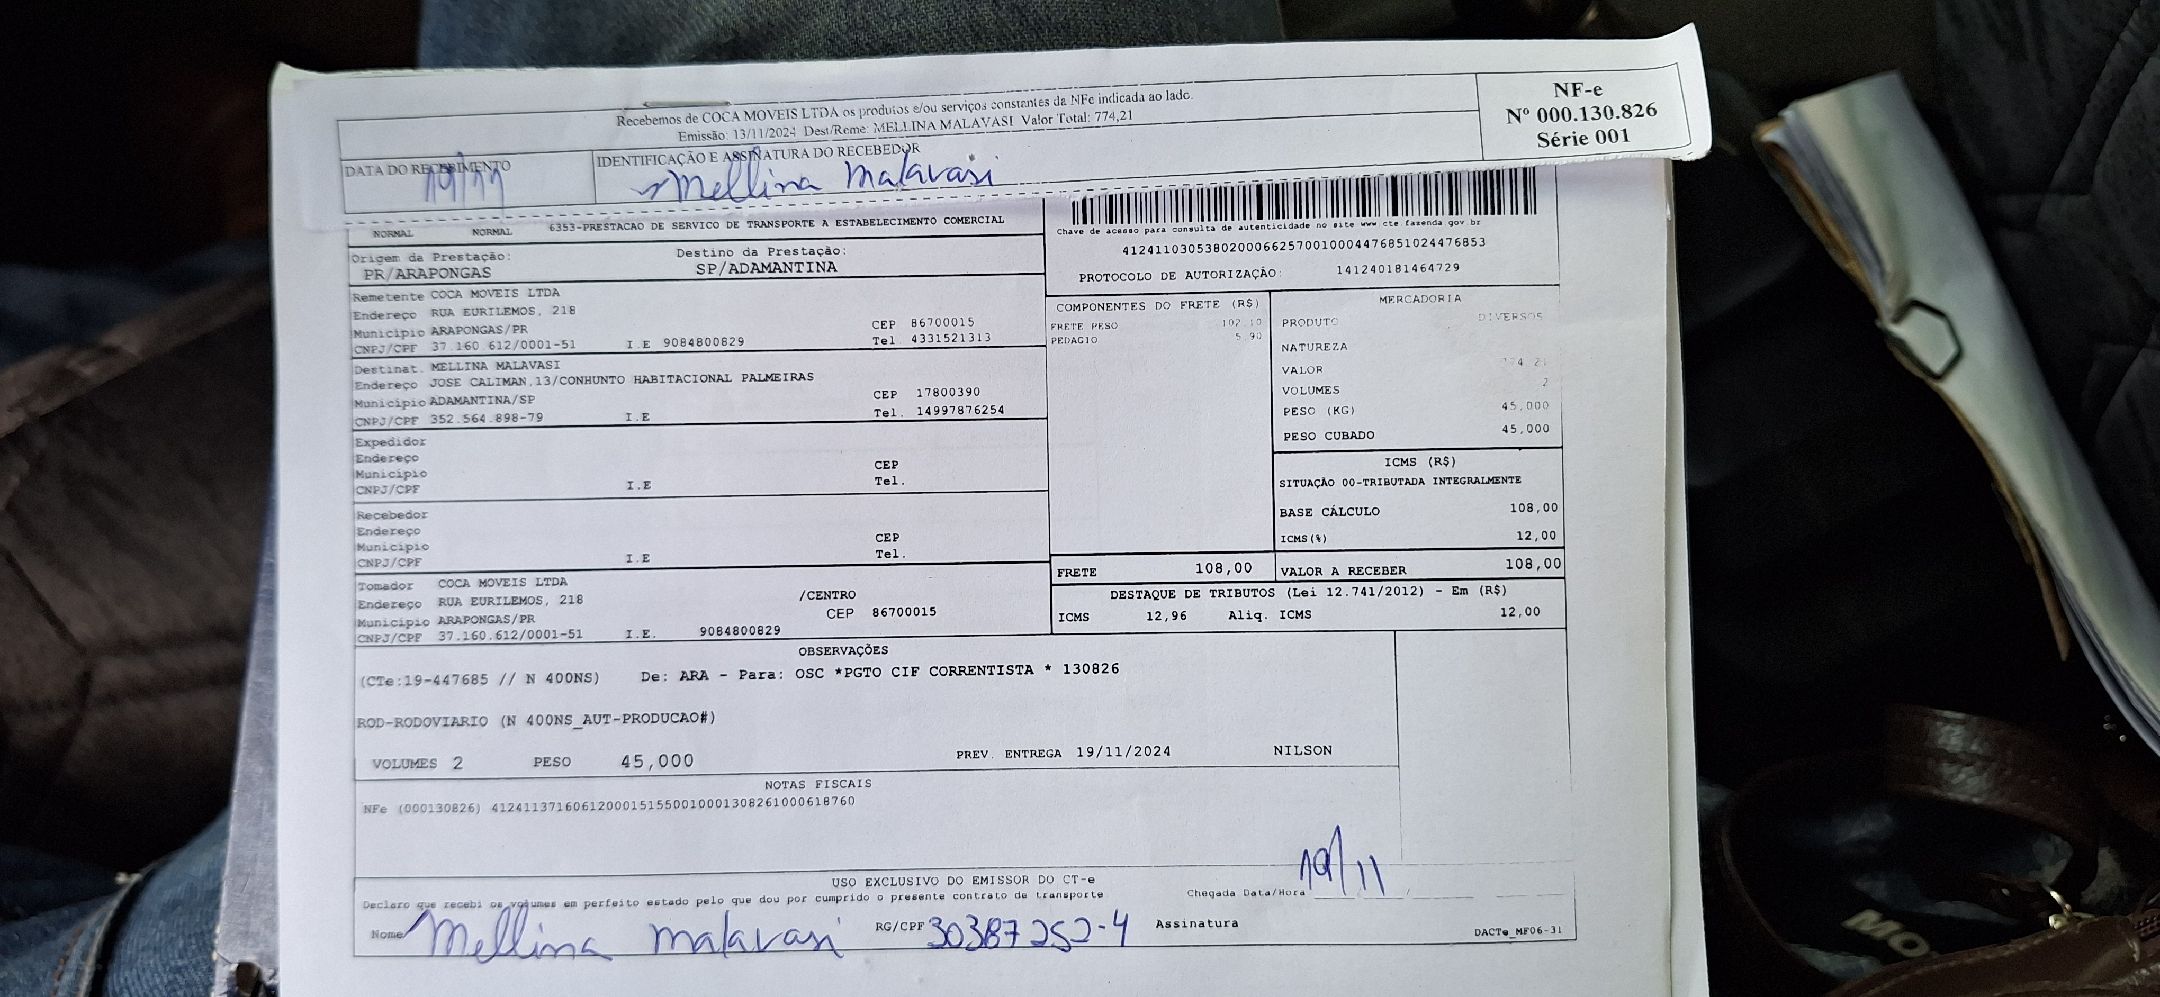 Recebemos de COCA MOVEIS LTDA os produtos e/ou serviços constantes da NFe indicada ao lado.
Emissão: 13/11/2024 Dest/Reme: MELLINA MALAVASI Valor Total: 774,21
NF-e
Nº 000.130.826
Série 001
DATA DO RECEBIMENTO
19/11
IDENTIFICAÇÃO E ASSINATURA DO RECEBEDOR
Mellina Malavasi
NORMAL NORMAL 6353-PRESTACAO DE SERVICO DE TRANSPORTE A ESTABELECIMENTO COMERCIAL
Chave de acesso para consulta de autenticidade no site www cte fazenda gov br
41241103053802000662570010004476851024476853
PROTOCOLO DE AUTORIZAÇÃO: 141240181464729
Origem da Prestação: Destino da Prestação:
PR/ARAPONGAS SP/ADAMANTINA
Remetente COCA MOVEIS LTDA
Endereço RUA EURILEMOS, 218
Município ARAPONGAS/PR CEP 86700015
CNPJ/CPF 37.160.612/0001-51 I.E 9084800829 Tel. 4331521313
Destinat. MELLINA MALAVASI
Endereço JOSE CALIMAN,13/CONHUNTO HABITACIONAL PALMEIRAS
Município ADAMANTINA/SP CEP 17800390
CNPJ/CPF 352.564.898-79 I.E Tel. 14997876254
Expedidor
Endereço
Município CEP
CNPJ/CPF I.E Tel.
Recebedor
Endereço
Município CEP
CNPJ/CPF I.E Tel.
Tomador COCA MOVEIS LTDA
Endereço RUA EURILEMOS, 218 /CENTRO
Município ARAPONGAS/PR CEP 86700015
CNPJ/CPF 37.160.612/0001-51 I.E. 9084800829
COMPONENTES DO FRETE (R$)
FRETE PESO 102,10
PEDAGIO 5,90
FRETE 108,00
MERCADORIA
PRODUTO DIVERSOS
NATUREZA
VALOR 774,21
VOLUMES 2
PESO (KG) 45,000
PESO CUBADO 45,000
ICMS (R$)
SITUAÇÃO 00-TRIBUTADA INTEGRALMENTE
BASE CÁLCULO 108,00
ICMS(%) 12,00
VALOR A RECEBER 108,00
DESTAQUE DE TRIBUTOS (Lei 12.741/2012) - Em (R$)
ICMS 12,96 Aliq. ICMS 12,00
OBSERVAÇÕES
(CTe:19-447685 // N 400NS) De: ARA - Para: OSC *PGTO CIF CORRENTISTA * 130826
ROD-RODOVIARIO (N 400NS_AUT-PRODUCAO#)
VOLUMES 2 PESO 45,000 PREV. ENTREGA 19/11/2024 NILSON
NOTAS FISCAIS
NFe (000130826) 41241137160612000151550010001308261000618760
USO EXCLUSIVO DO EMISSOR DO CT-e
Declaro que recebi os volumes em perfeito estado pelo que dou por cumprido o presente contrato de transporte
Chegada Data/Hora 19/11 /
Nome Mellina Malavasi RG/CPF 30387252-4 Assinatura
DACTe_MF06-31
MO